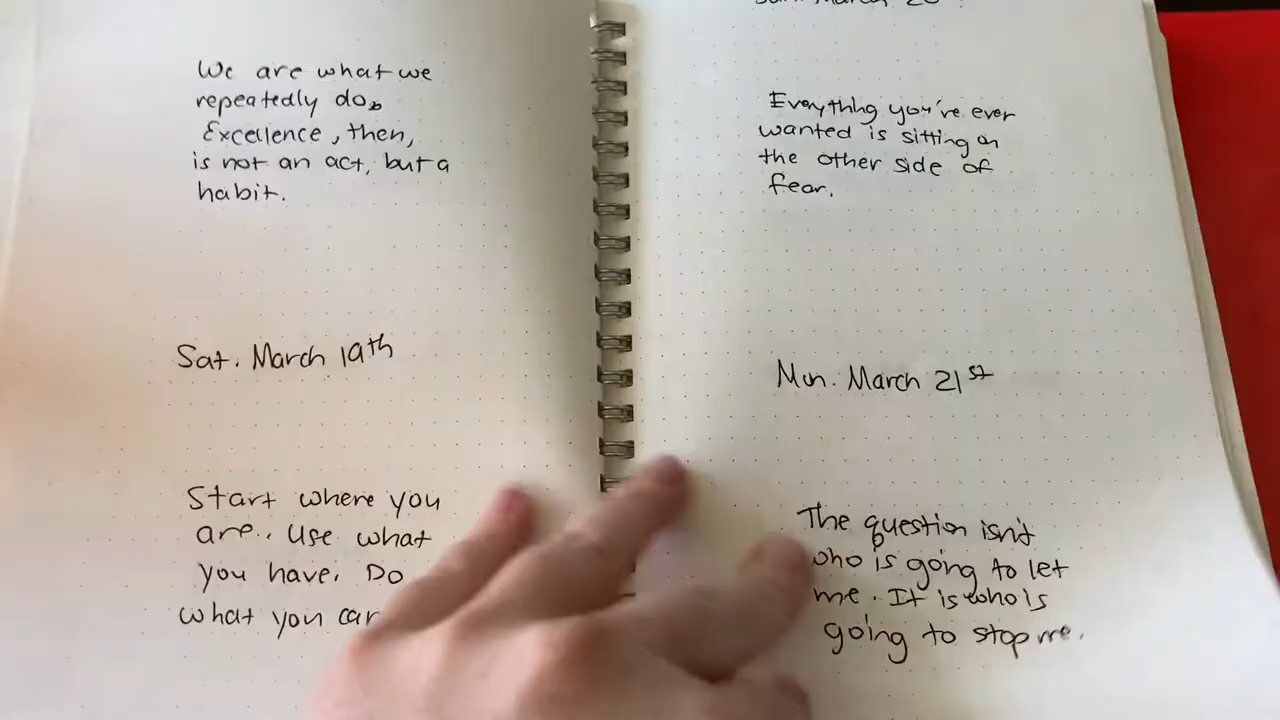 We are what we
repeatedly do.
Excellence, then,
is not an act, but a
habit.
Sat. March 19th
Start where you
are. Use what
you have. Do
what you
Everything you've ever
wanted is sitting on
the other side of
fear.
Mon. March 21st
The question isn't
who is going to let
me. It is who is
going to stop me.